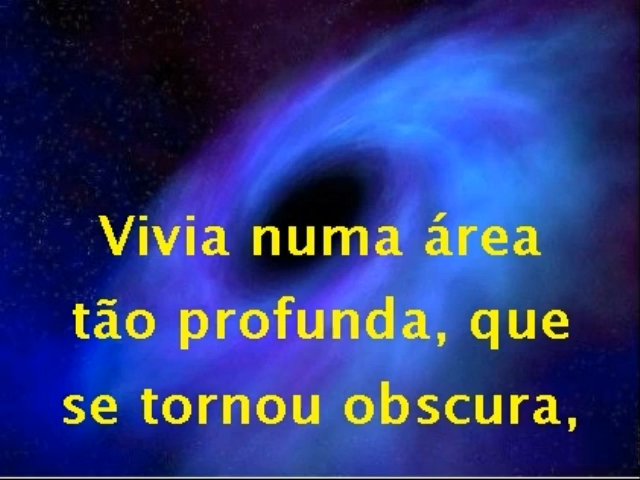 Vivia numa área
tão profunda, que
se tornou obscura,